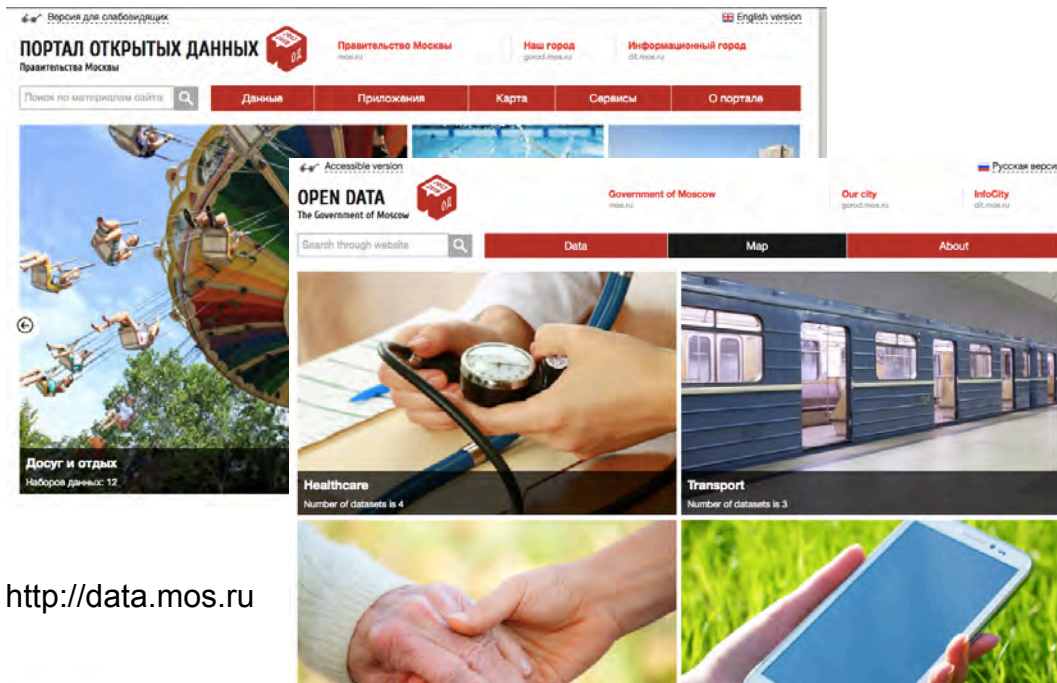 Версия для слабовидящих
English version
ПОРТАЛ ОТКРЫТЫХ ДАННЫХ
Правительства Москвы
ОД
Правительство Москвы
mos.ru
Наш город
gorod.mos.ru
Информационный город
dit.mos.ru
Поиск по материалам сайта
Данные
Приложения
Карта
Сервисы
О портале
Досуг и отдых
Наборов данных: 12
Accessible version
Русская верси
OPEN DATA
The Government of Moscow
ОД
Government of Moscow
mos.ru
Our city
gorod.mos.ru
InfoCity
dit.mos.ru
Search through website
Data
Map
About
Healthcare
Number of datasets is 4
Transport
Number of datasets is 3
http://data.mos.ru